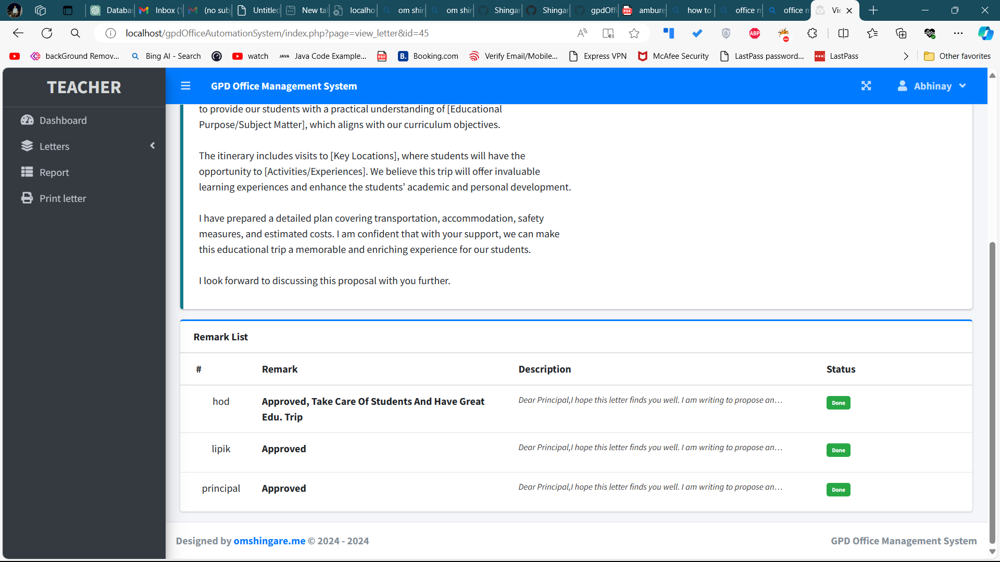 Databas
Inbox (1
(no sub
Untitled
New tab
localhos
om shin
om shin
Shingar
Shingar
gpdOffi
ambure
how to
office m
office m
Vie
localhost/gpdOfficeAutomationSystem/index.php?page=view_letter&id=45
backGround Remov...
Bing AI - Search
watch
Java Code Example...
Booking.com
Verify Email/Mobile...
Express VPN
McAfee Security
LastPass password...
LastPass
Other favorites
TEACHER
GPD Office Management System
Abhinay
Dashboard
Letters
Report
Print letter
to provide our students with a practical understanding of [Educational
Purpose/Subject Matter], which aligns with our curriculum objectives.
The itinerary includes visits to [Key Locations], where students will have the
opportunity to [Activities/Experiences]. We believe this trip will offer invaluable
learning experiences and enhance the students’ academic and personal development.
I have prepared a detailed plan covering transportation, accommodation, safety
measures, and estimated costs. I am confident that with your support, we can make
this educational trip a memorable and enriching experience for our students.
I look forward to discussing this proposal with you further.
Remark List
# Remark Description Status
hod Approved, Take Care Of Students And Have Great Dear Principal,I hope this letter finds you well. I am writing to propose an... Done
Edu. Trip
lipik Approved Dear Principal,I hope this letter finds you well. I am writing to propose an... Done
principal Approved Dear Principal,I hope this letter finds you well. I am writing to propose an... Done
Designed by omshingare.me © 2024 - 2024
GPD Office Management System